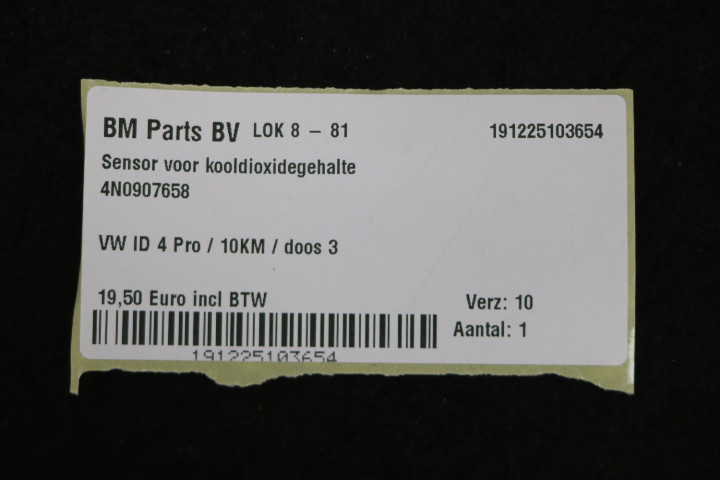 BM Parts BV LOK 8 – 81 191225103654
Sensor voor kooldioxidegehalte
4N0907658
VW ID 4 Pro / 10KM / doos 3
19,50 Euro incl BTW Verz: 10
Aantal: 1
191225103654